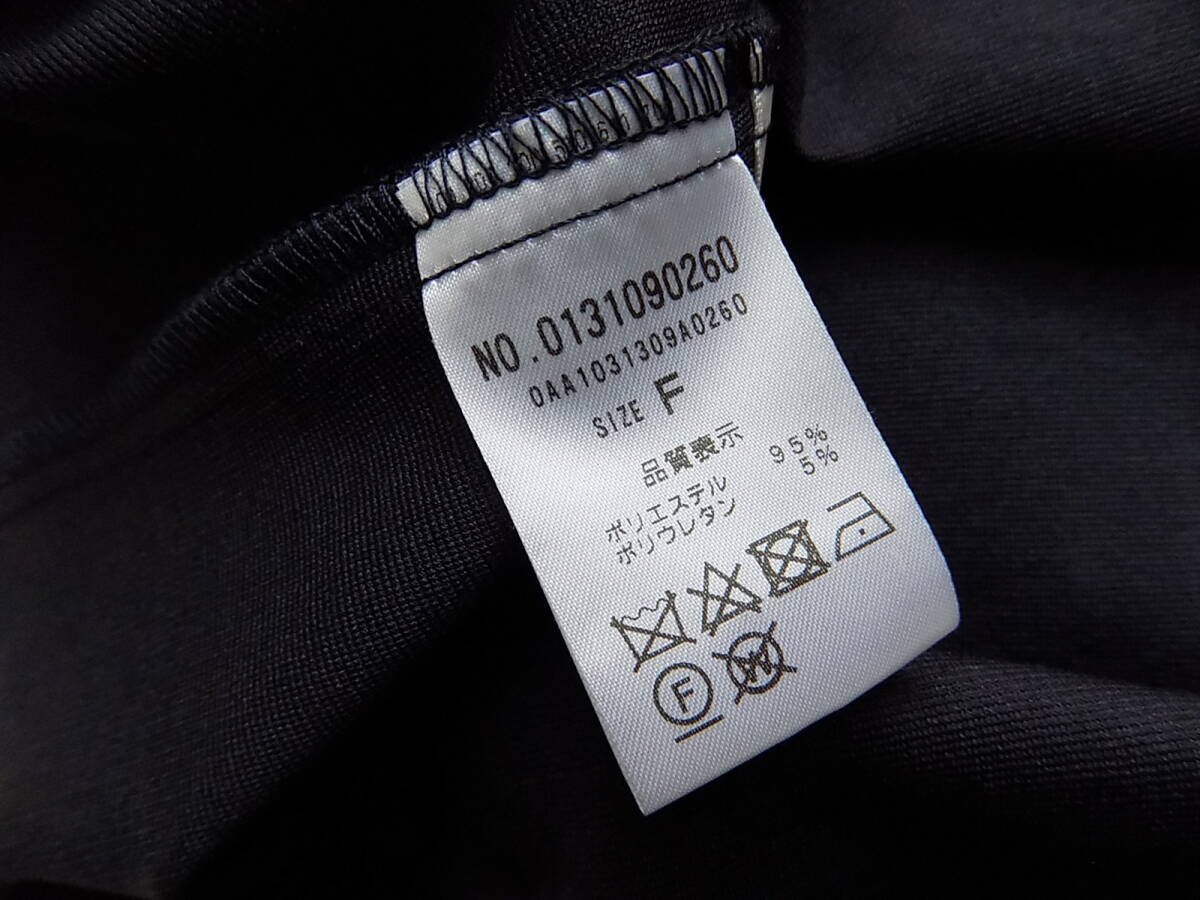 NO.0131090260
0AA1031309A0260
SIZE F
品質表示
ポリエステル 95%
ポリウレタン 5%
F W